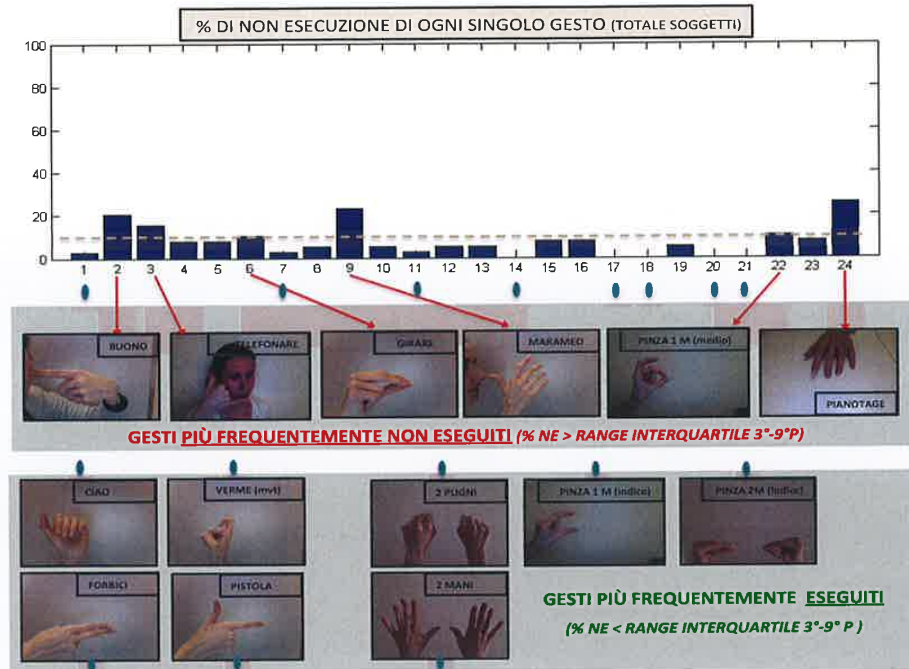 % DI NON ESECUZIONE DI OGNI SINGOLO GESTO (TOTALE SOGGETTI)
100
80
60
40
20
0
1 2 3 4 5 6 7 8 9 10 11 12 13 14 15 16 17 18 19 20 21 22 23 24
BUONO TELEFONARE GIRARE MARAMEO PINZA 1 M (medio)
PIANOTAGE
GESTI PIÙ FREQUENTEMENTE NON ESEGUITI (% NE > RANGE INTERQUARTILE 3°-9°P)
CIAO VERME (mvt) 2 PUGNI PINZA 1 M (indice) PINZA 2M (indice)
FORBICI PISTOLA 2 MANI
GESTI PIÙ FREQUENTEMENTE ESEGUITI
(% NE < RANGE INTERQUARTILE 3°-9° P )